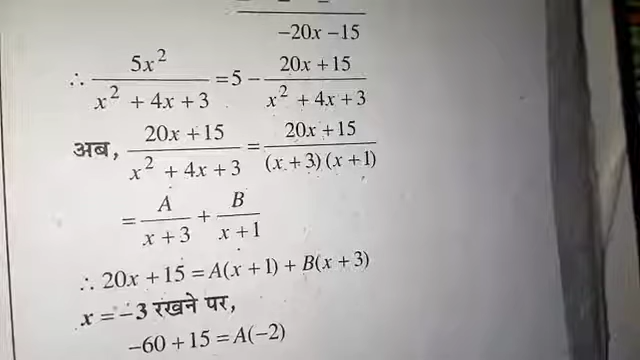 -20x-15
∴ 5x²/(x² + 4x + 3) = 5 - (20x + 15)/(x² + 4x + 3)
अब, (20x + 15)/(x² + 4x + 3) = (20x + 15)/((x + 3)(x + 1))
= A/(x + 3) + B/(x + 1)
∴ 20x + 15 = A(x + 1) + B(x + 3)
x = -3 रखने पर,
-60 + 15 = A(-2)